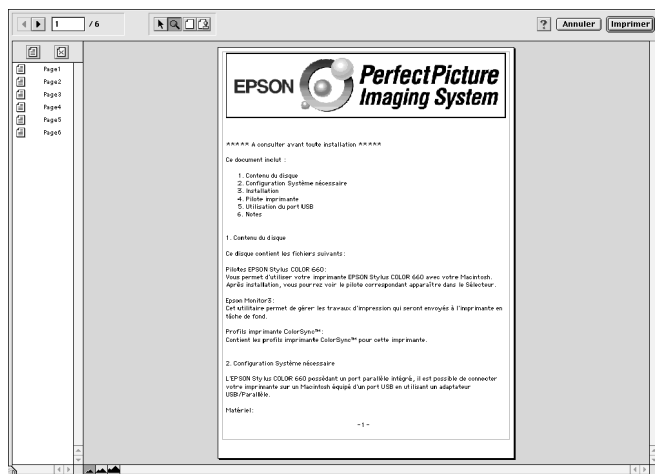 1 / 6
? Annuler Imprimer
Page1
Page2
Page3
Page4
Page5
Page6
EPSON PerfectPicture
Imaging System
***** A consulter avant toute installation *****
Ce document inclut :
1. Contenu du disque
2. Configuration Système nécessaire
3. Installation
4. Pilote imprimante
5. Utilisation du port USB
6. Notes
1. Contenu du disque
Ce disque contient les fichiers suivants :
Pilotes EPSON Stylus COLOR 660:
Vous permet d'utiliser votre imprimante EPSON Stylus COLOR 660 avec votre Macintosh.
Après installation, vous pourrez voir le pilote correspondant apparaître dans le Sélecteur.
Epson Monitor3:
Cet utilitaire permet de gérer les travaux d'impression qui seront envoyés à l'imprimante en
tâche de fond.
Profils imprimante ColorSync™:
Contient les profils imprimante ColorSync™ pour cette imprimante.
2. Configuration Système nécessaire
L'EPSON Stylus COLOR 660 possédant un port parallèle intégré, il est possible de connecter
votre imprimante sur un Macintosh équipé d'un port USB en utilisant un adaptateur
USB/Parallèle.
Matériel:
-1-